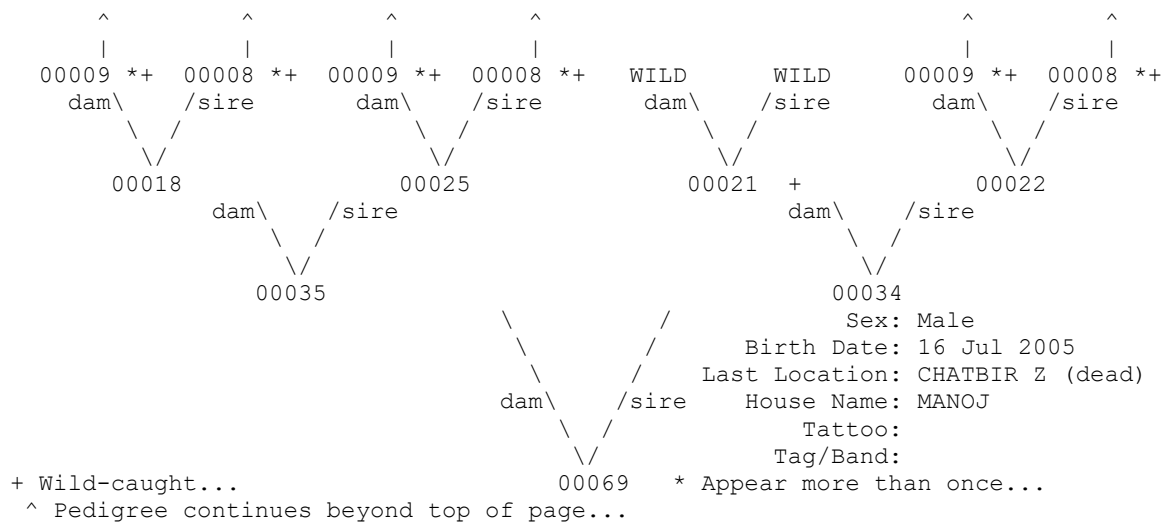 ^ ^ ^ ^ ^ ^
| | | | | |
00009 *+ 00008 *+ 00009 *+ 00008 *+ WILD WILD 00009 *+ 00008 *+
dam\ /sire dam\ /sire dam\ /sire dam\ /sire
\ / \ / \ / \ /
\/ \/ \/ \/
00018 00025 00021 + 00022
dam\ /sire dam\ /sire
\ / \ /
\/ \/
00035 00034
\ / Sex: Male
\ / Birth Date: 16 Jul 2005
\ / Last Location: CHATBIR Z (dead)
dam\ /sire House Name: MANOJ
\ / Tattoo:
\/ Tag/Band:
+ Wild-caught... 00069 * Appear more than once...
^ Pedigree continues beyond top of page...